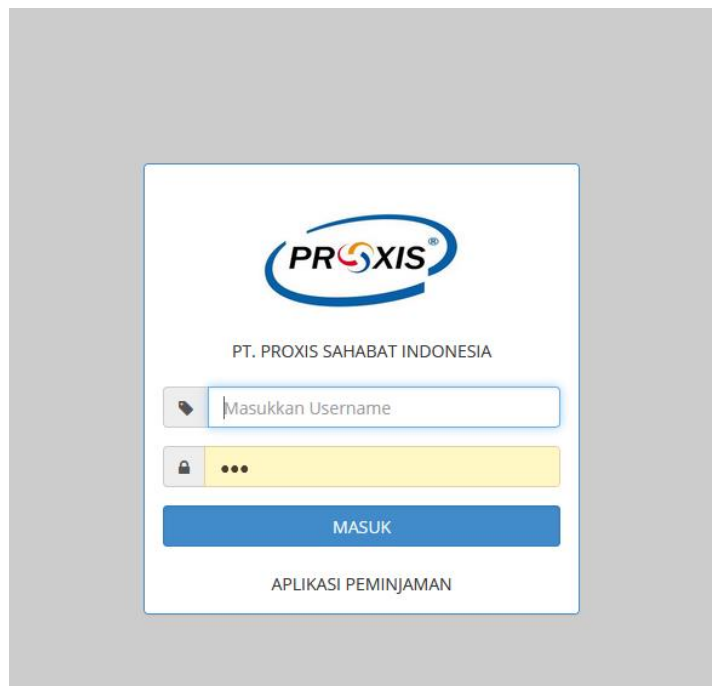 PROXIS®
PT. PROXIS SAHABAT INDONESIA
Masukkan Username
•••
MASUK
APLIKASI PEMINJAMAN